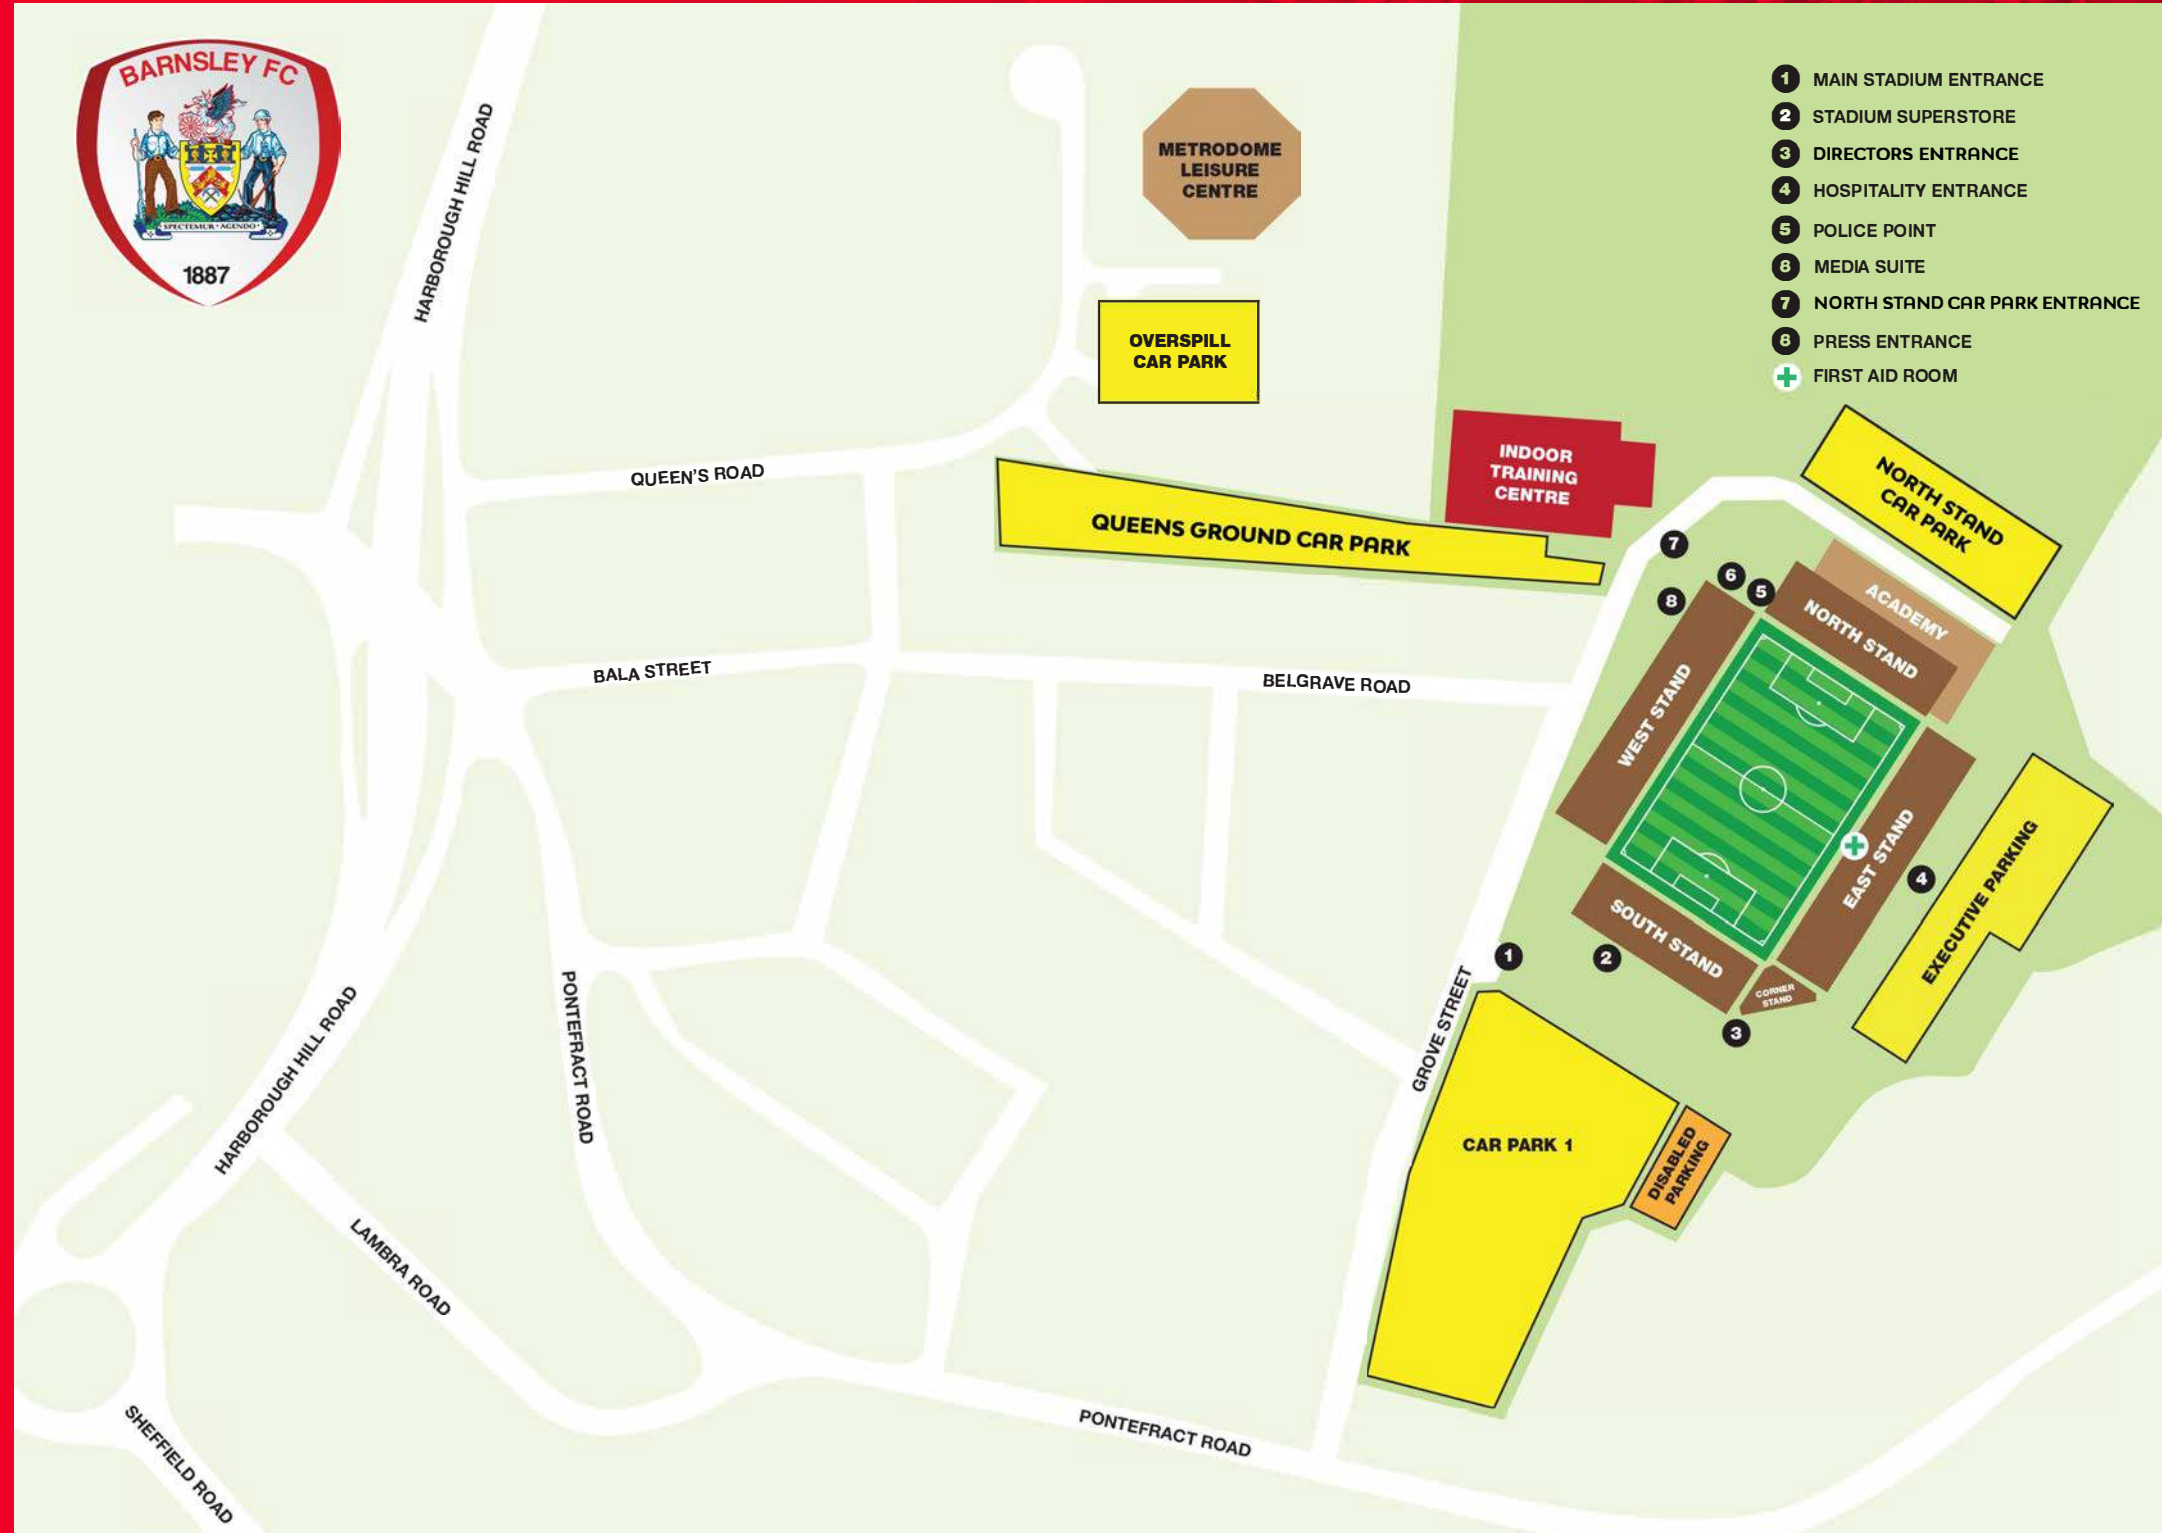 BARNSLEY FC
SPECTEMUR · AGENDO
1887
HARBOROUGH HILL ROAD
METRODOME
LEISURE
CENTRE
OVERSPILL
CAR PARK
1 MAIN STADIUM ENTRANCE
2 STADIUM SUPERSTORE
3 DIRECTORS ENTRANCE
4 HOSPITALITY ENTRANCE
5 POLICE POINT
8 MEDIA SUITE
7 NORTH STAND CAR PARK ENTRANCE
8 PRESS ENTRANCE
FIRST AID ROOM
QUEEN'S ROAD
QUEENS GROUND CAR PARK
INDOOR
TRAINING
CENTRE
NORTH STAND
CAR PARK
7
6
5
8
ACADEMY
NORTH STAND
WEST STAND
BALA STREET
BELGRAVE ROAD
EAST STAND
4
EXECUTIVE PARKING
SOUTH STAND
1
2
CORNER
STAND
3
GROVE STREET
HARBOROUGH HILL ROAD
PONTEFRACT ROAD
CAR PARK 1
DISABLED
PARKING
LAMBRA ROAD
PONTEFRACT ROAD
SHEFFIELD ROAD